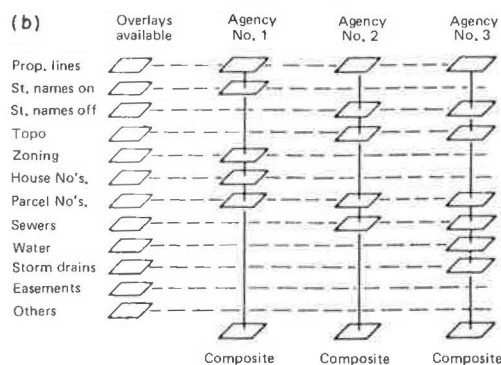 (b)
Overlays available
Agency No. 1
Agency No. 2
Agency No. 3
Prop. lines
St. names on
St. names off
Topo
Zoning
House No's.
Parcel No's.
Sewers
Water
Storm drains
Easements
Others
Composite
Composite
Composite